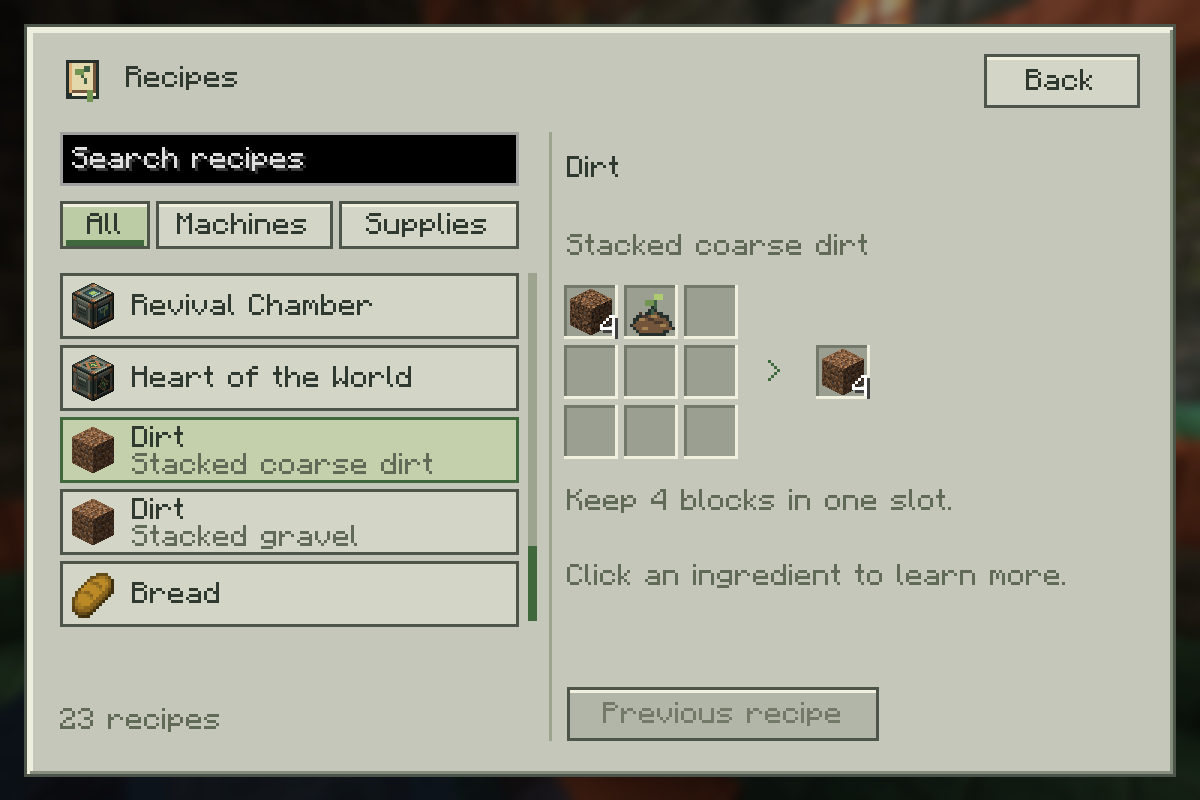 Recipes
Back
Search recipes
All
Machines
Supplies
Revival Chamber
Heart of the World
Dirt
Stacked coarse dirt
Dirt
Stacked gravel
Bread
23 recipes
Dirt
Stacked coarse dirt
4
>
4
Keep 4 blocks in one slot.
Click an ingredient to learn more.
Previous recipe